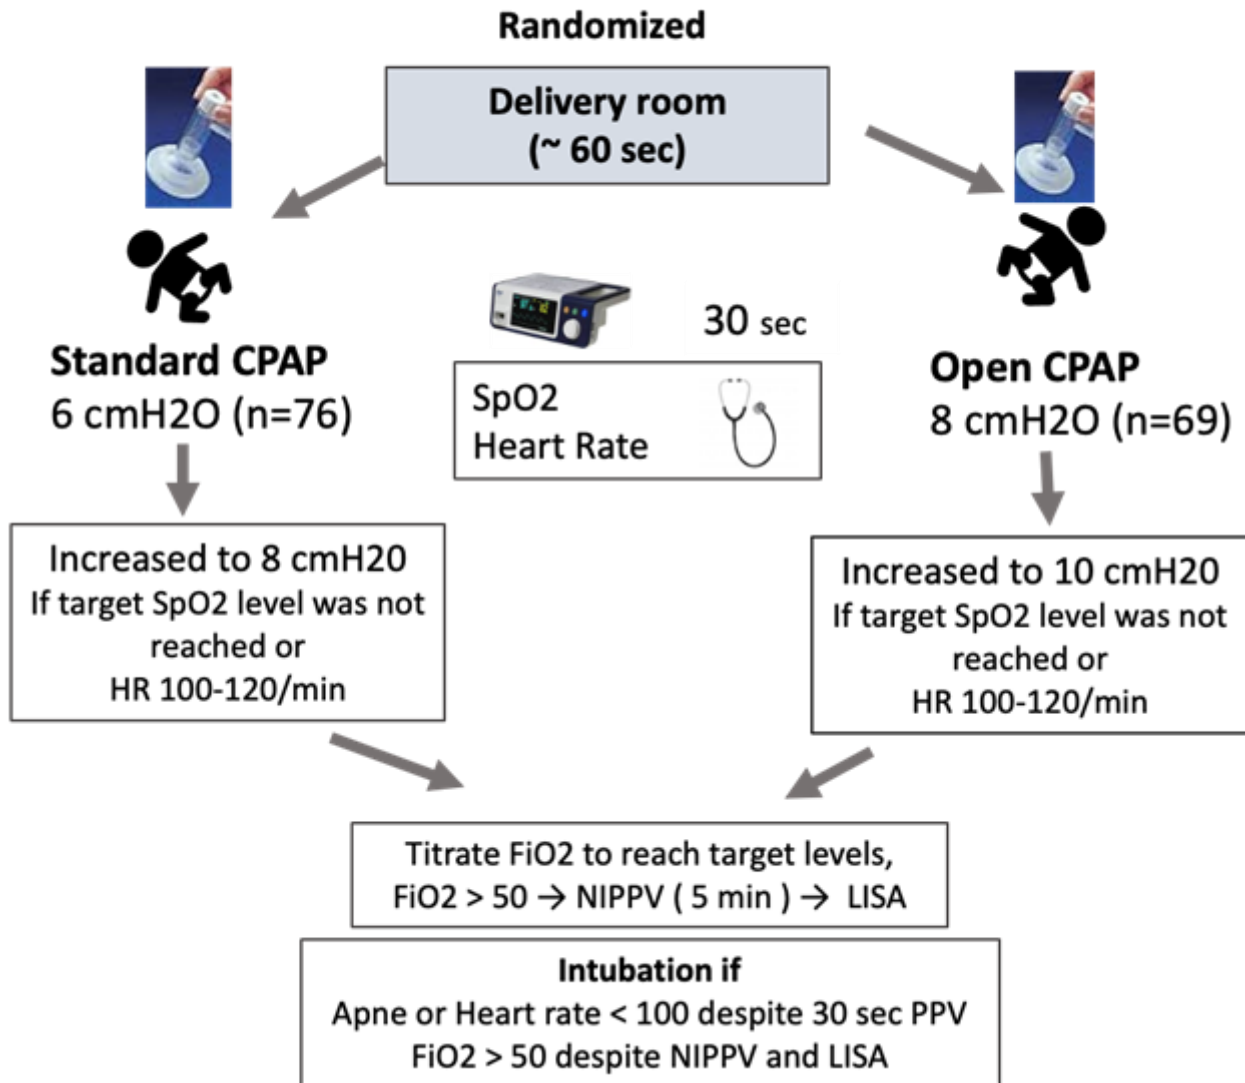 Randomized
Delivery room
(~ 60 sec)
30 sec
SpO2
Heart Rate
Standard CPAP
6 cmH2O (n=76)
Open CPAP
8 cmH2O (n=69)
Increased to 8 cmH20
If target SpO2 level was not
reached or
HR 100-120/min
Increased to 10 cmH20
If target SpO2 level was not
reached or
HR 100-120/min
Titrate FiO2 to reach target levels,
FiO2 > 50 → NIPPV ( 5 min ) → LISA
Intubation if
Apne or Heart rate < 100 despite 30 sec PPV
FiO2 > 50 despite NIPPV and LISA